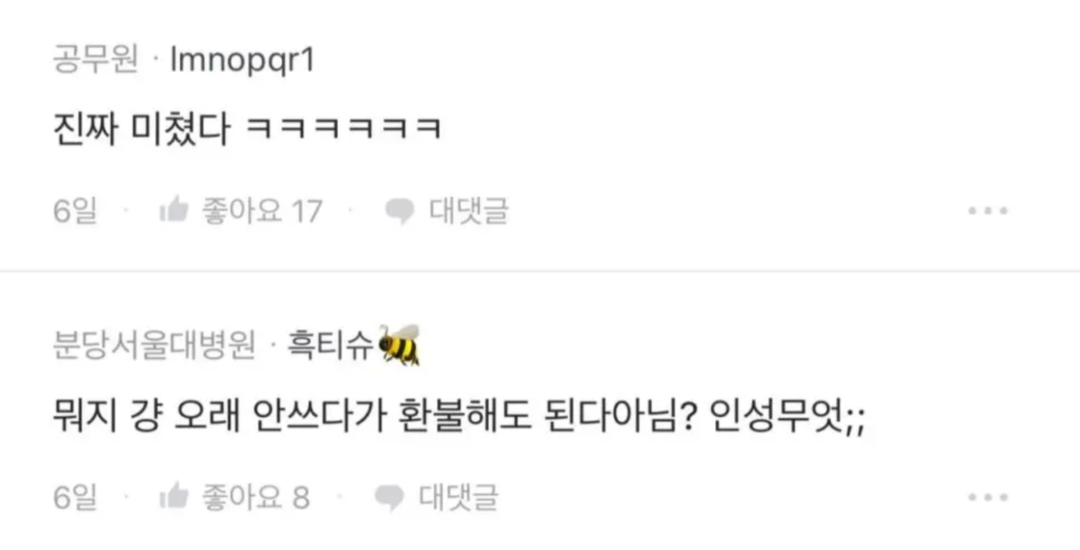 공무원 · lmnopqr1
진짜 미쳤다 ㅋㅋㅋㅋㅋㅋ
6일 · 좋아요 17 · 대댓글
분당서울대병원 · 흑티슈🐝
뭐지 걍 오래 안쓰다가 환불해도 된다아님? 인성무엇;;
6일 · 좋아요 8 · 대댓글